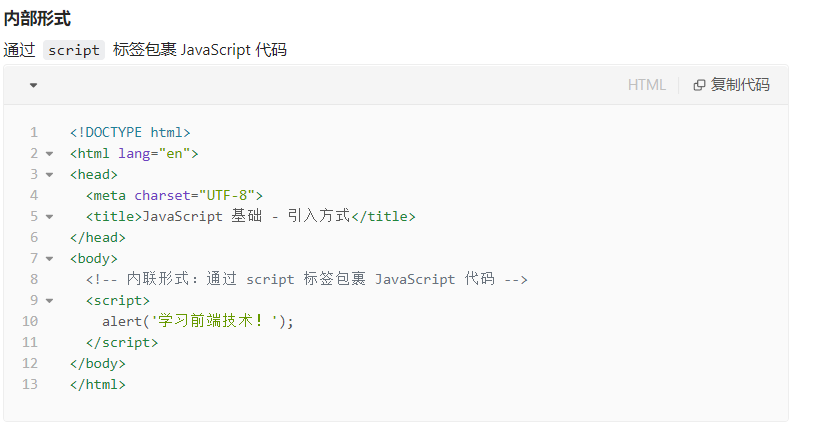 内部形式
通过 script 标签包裹 JavaScript 代码
HTML 复制代码
1 <!DOCTYPE html>
2 <html lang="en">
3 <head>
4 <meta charset="UTF-8">
5 <title>JavaScript 基础 - 引入方式</title>
6 </head>
7 <body>
8 <!-- 内联形式：通过 script 标签包裹 JavaScript 代码 -->
9 <script>
10 alert('学习前端技术！');
11 </script>
12 </body>
13 </html>